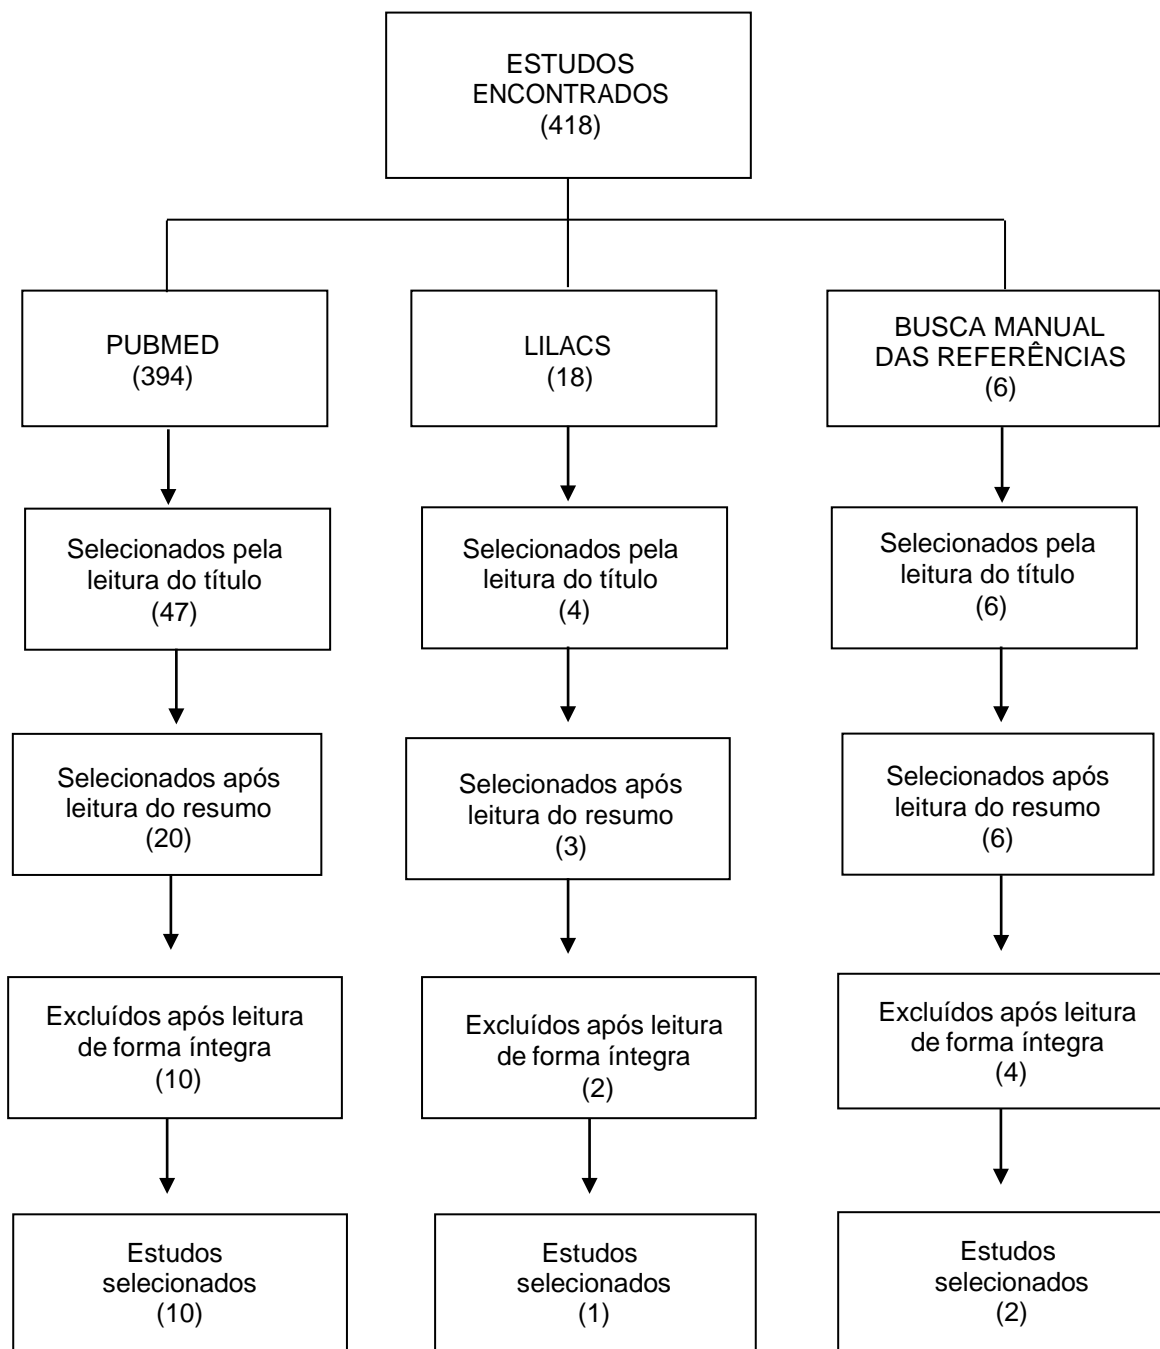 ESTUDOS
ENCONTRADOS
(418)
PUBMED
(394)
LILACS
(18)
BUSCA MANUAL
DAS REFERÊNCIAS
(6)
Selecionados pela
leitura do título
(47)
Selecionados pela
leitura do título
(4)
Selecionados pela
leitura do título
(6)
Selecionados após
leitura do resumo
(20)
Selecionados após
leitura do resumo
(3)
Selecionados após
leitura do resumo
(6)
Excluídos após leitura
de forma íntegra
(10)
Excluídos após leitura
de forma íntegra
(2)
Excluídos após leitura
de forma íntegra
(4)
Estudos
selecionados
(10)
Estudos
selecionados
(1)
Estudos
selecionados
(2)